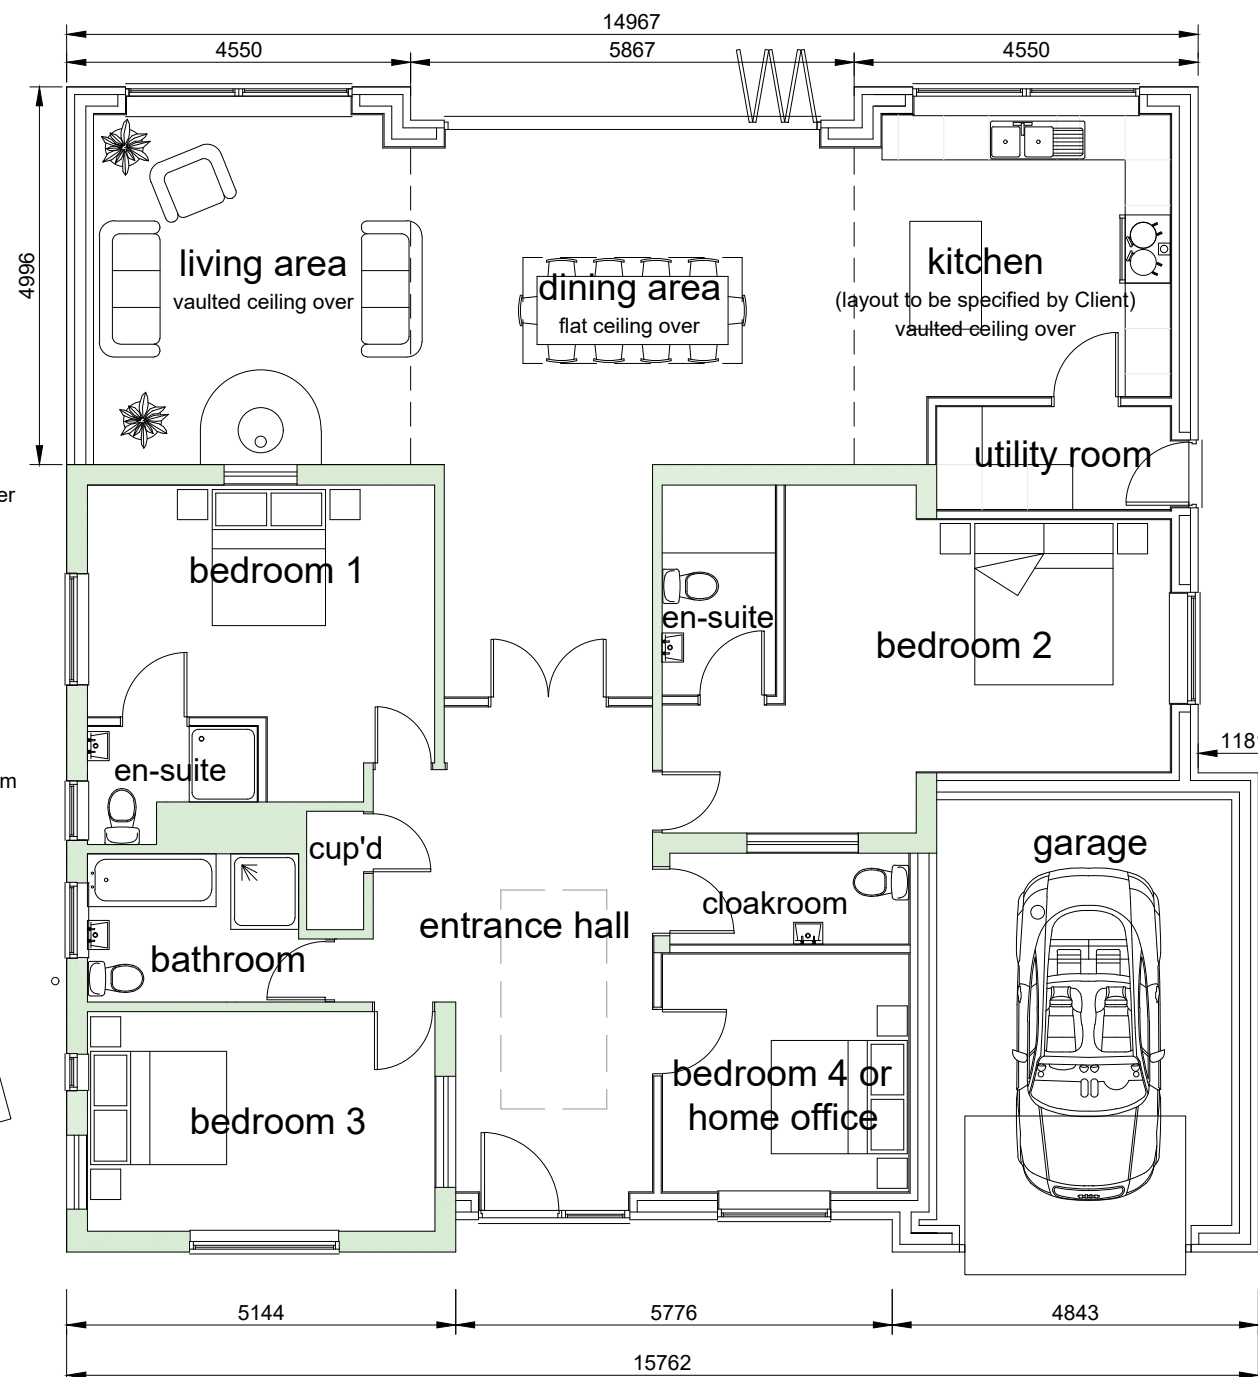 14967
4550
5867
4550
4996
living area
vaulted ceiling over
dining area
flat ceiling over
kitchen
(layout to be specified by Client)
vaulted ceiling over
utility room
er
bedroom 1
en-suite
bedroom 2
118
en-suite
m
cup'd
garage
cloakroom
entrance hall
bathroom
bedroom 3
bedroom 4 or
home office
5144
5776
4843
15762